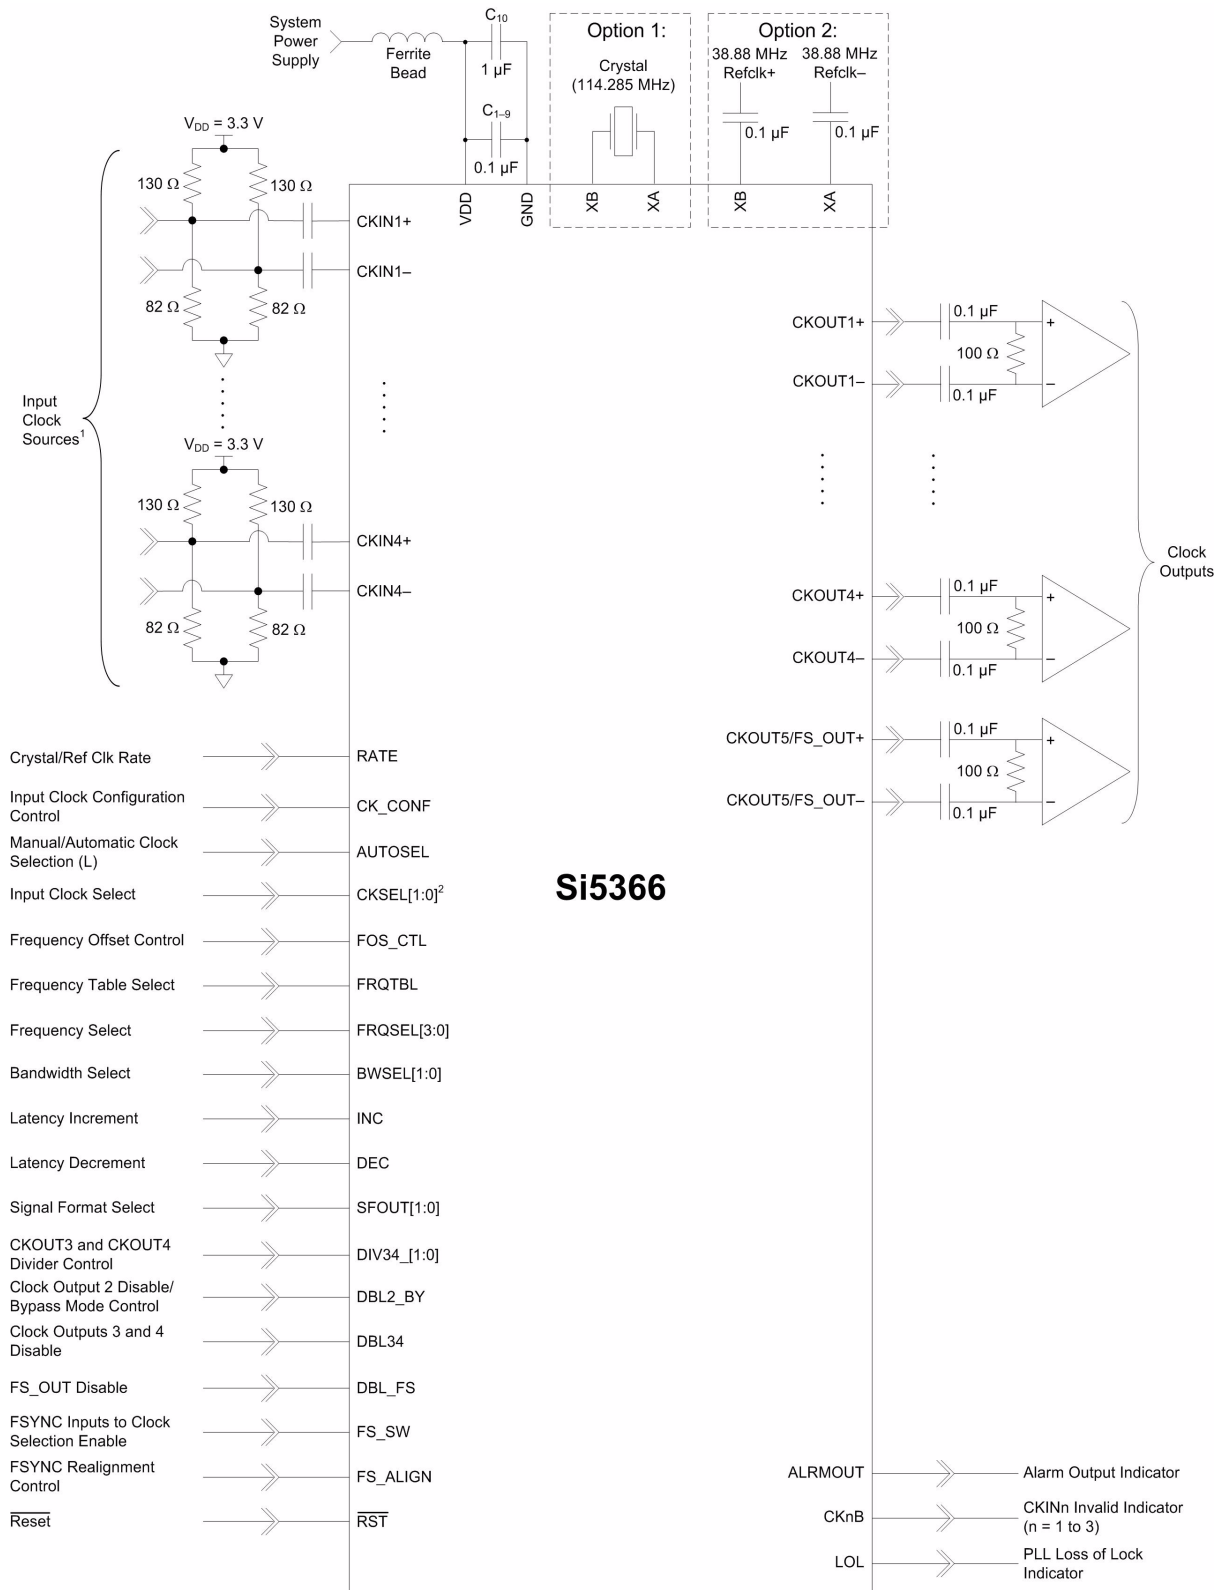 System
Power
Supply
Ferrite
Bead
C10
1 µF
C1–9
0.1 µF
VDD
GND
Option 1:
Crystal
(114.285 MHz)
XB
XA
Option 2:
38.88 MHz
Refclk+
38.88 MHz
Refclk–
0.1 µF
0.1 µF
XB
XA
VDD = 3.3 V
130 Ω
130 Ω
CKIN1+
CKIN1–
82 Ω
82 Ω
Input
Clock
Sources1
VDD = 3.3 V
130 Ω
130 Ω
CKIN4+
CKIN4–
82 Ω
82 Ω
CKOUT1+
0.1 µF
+
100 Ω
CKOUT1–
0.1 µF
–
CKOUT4+
0.1 µF
+
100 Ω
CKOUT4–
0.1 µF
–
CKOUT5/FS_OUT+
0.1 µF
+
100 Ω
CKOUT5/FS_OUT–
0.1 µF
–
Clock
Outputs
Crystal/Ref Clk Rate
RATE
Input Clock Configuration
Control
CK_CONF
Manual/Automatic Clock
Selection (L)
AUTOSEL
Input Clock Select
CKSEL[1:0]2
Si5366
Frequency Offset Control
FOS_CTL
Frequency Table Select
FRQTBL
Frequency Select
FRQSEL[3:0]
Bandwidth Select
BWSEL[1:0]
Latency Increment
INC
Latency Decrement
DEC
Signal Format Select
SFOUT[1:0]
CKOUT3 and CKOUT4
Divider Control
DIV34_[1:0]
Clock Output 2 Disable/
Bypass Mode Control
DBL2_BY
Clock Outputs 3 and 4
Disable
DBL34
FS_OUT Disable
DBL_FS
FSYNC Inputs to Clock
Selection Enable
FS_SW
FSYNC Realignment
Control
FS_ALIGN
Reset
RST
ALRMOUT
Alarm Output Indicator
CKnB
CKINn Invalid Indicator
(n = 1 to 3)
LOL
PLL Loss of Lock
Indicator